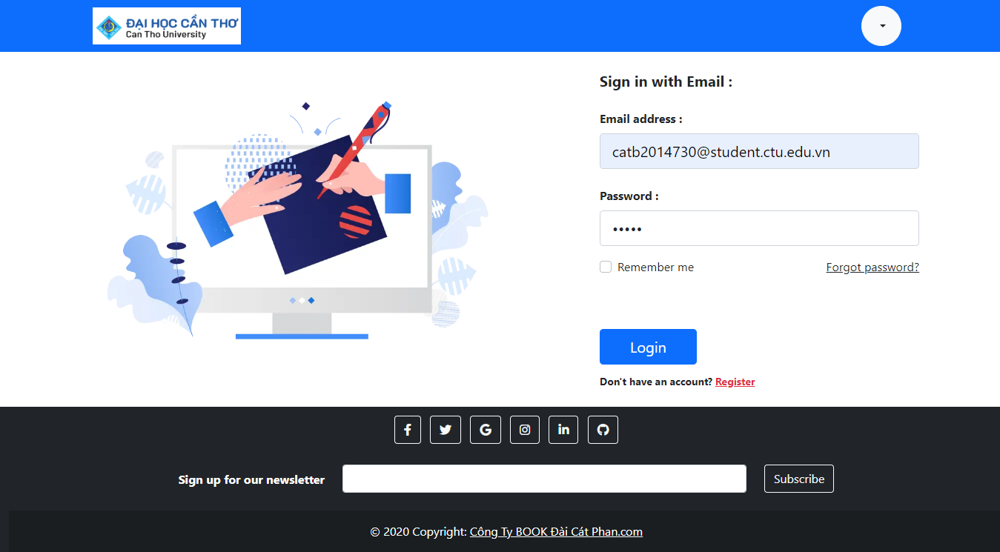 ĐẠI HỌC CẦN THƠ
Can Tho University
Sign in with Email :
Email address :
catb2014730@student.ctu.edu.vn
Password :
•••••
Remember me
Forgot password?
Login
Don't have an account? Register
Sign up for our newsletter
Subscribe
© 2020 Copyright: Công Ty BOOK Đài Cát Phan.com